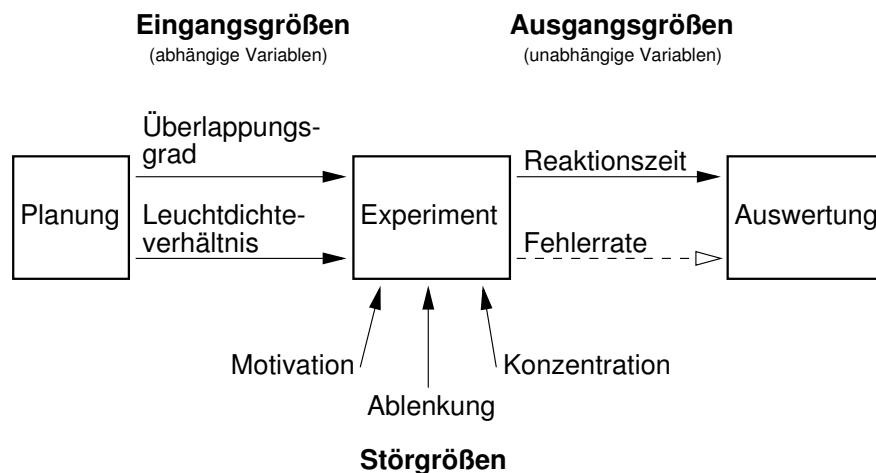 Eingangsgrößen
(abhängige Variablen)
Ausgangsgrößen
(unabhängige Variablen)
Überlappungs-
grad
Leuchtdichte-
verhältnis
Planung
Experiment
Reaktionszeit
Fehlerrate
Auswertung
Motivation
Ablenkung
Konzentration
Störgrößen